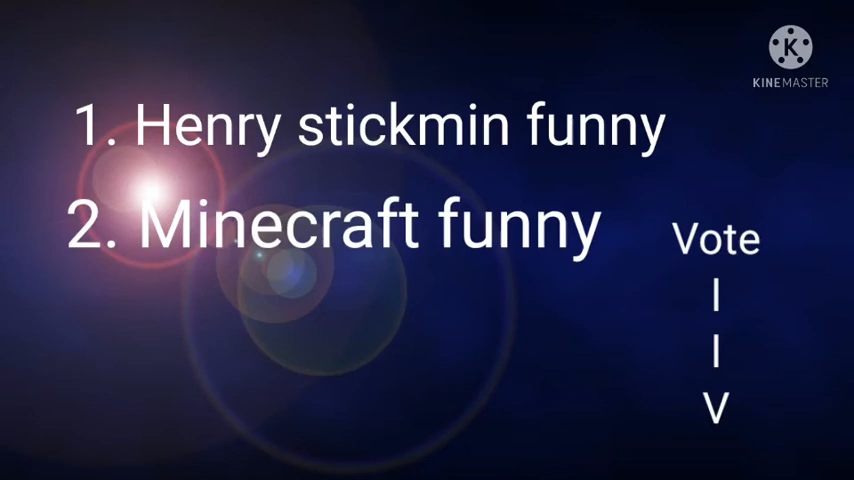 K
KINEMASTER
1. Henry stickmin funny
2. Minecraft funny
Vote
I
I
V